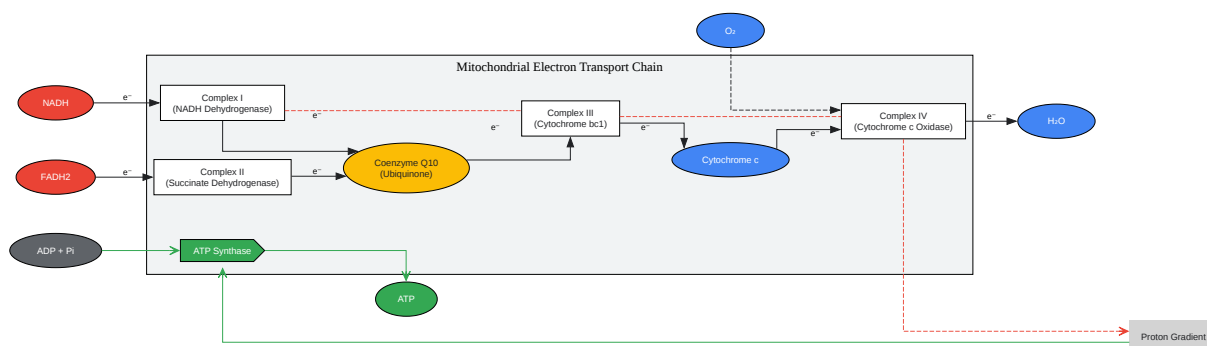 O₂
Mitochondrial Electron Transport Chain
NADH
e⁻
Complex I
(NADH Dehydrogenase)
e⁻
e⁻
Complex III
(Cytochrome bc1)
e⁻
e⁻
Complex IV
(Cytochrome c Oxidase)
e⁻
H₂O
FADH2
e⁻
Complex II
(Succinate Dehydrogenase)
e⁻
Coenzyme Q10
(Ubiquinone)
Cytochrome c
ADP + Pi
ATP Synthase
ATP
Proton Gradient